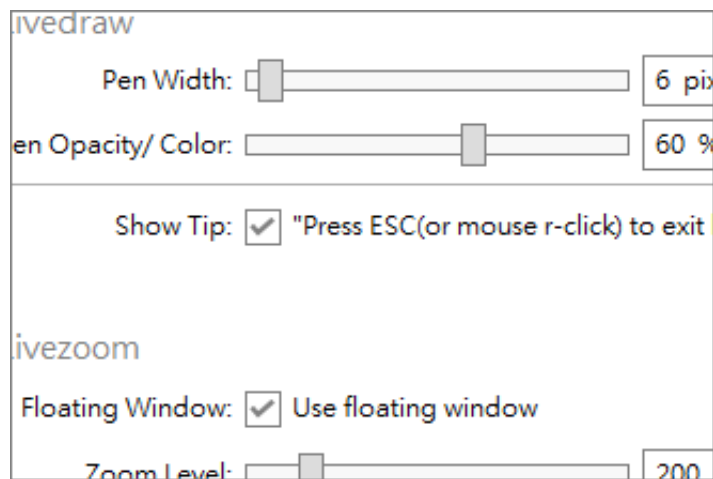 ivedraw
Pen Width: 6 pix
en Opacity/ Color: 60 %
Show Tip: "Press ESC(or mouse r-click) to exit
ivezoom
Floating Window: Use floating window
Zoom Level: 200